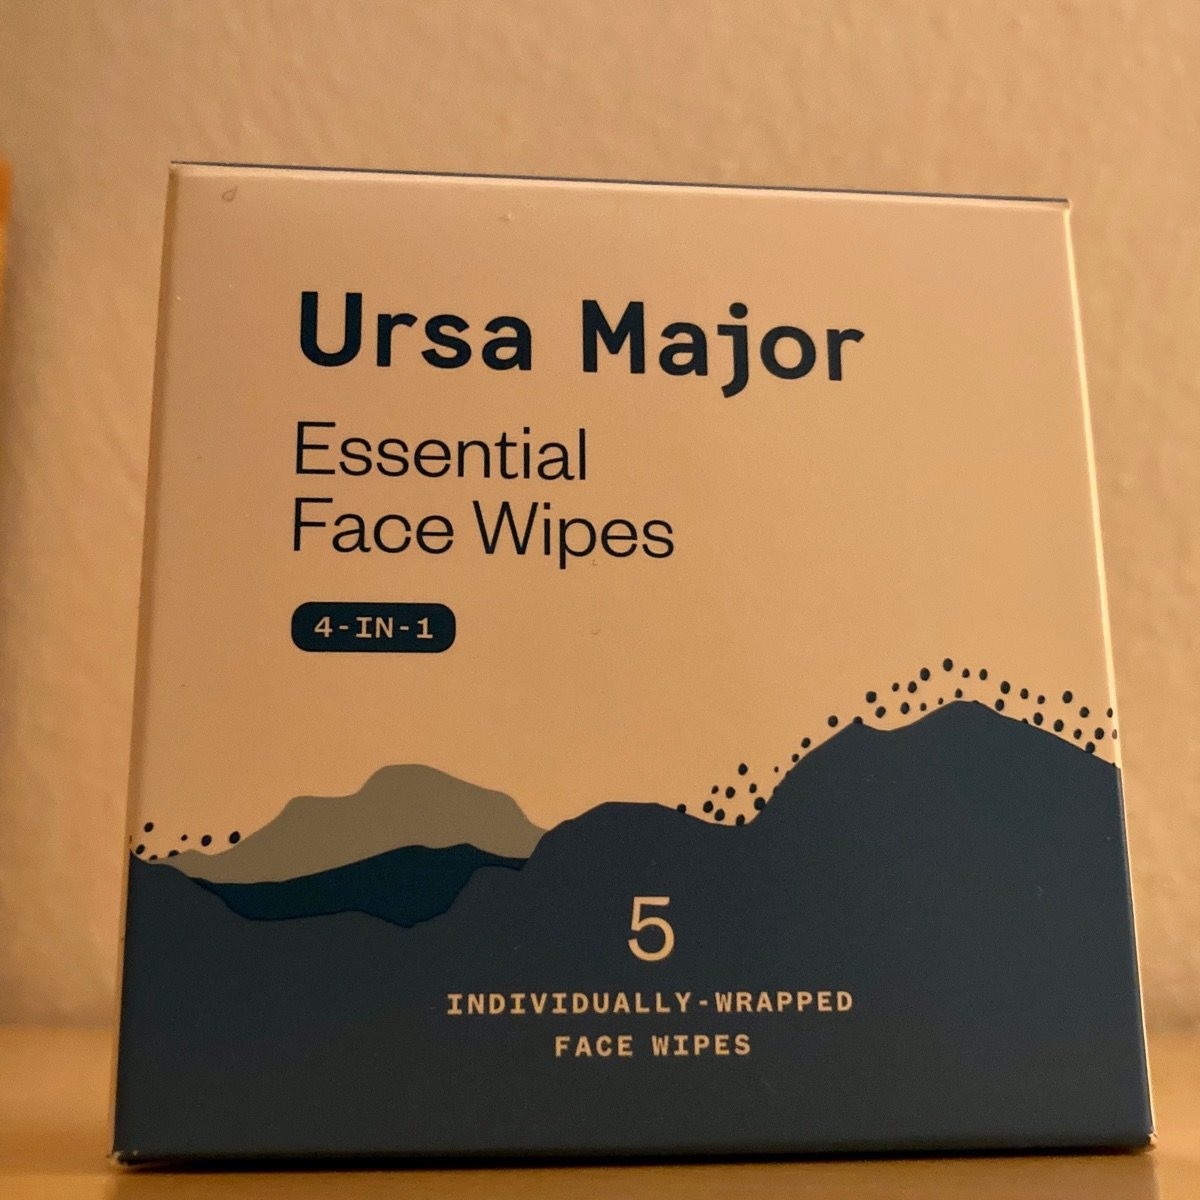 Ursa Major
Essential
Face Wipes
4-IN-1
5
INDIVIDUALLY-WRAPPED
FACE WIPES